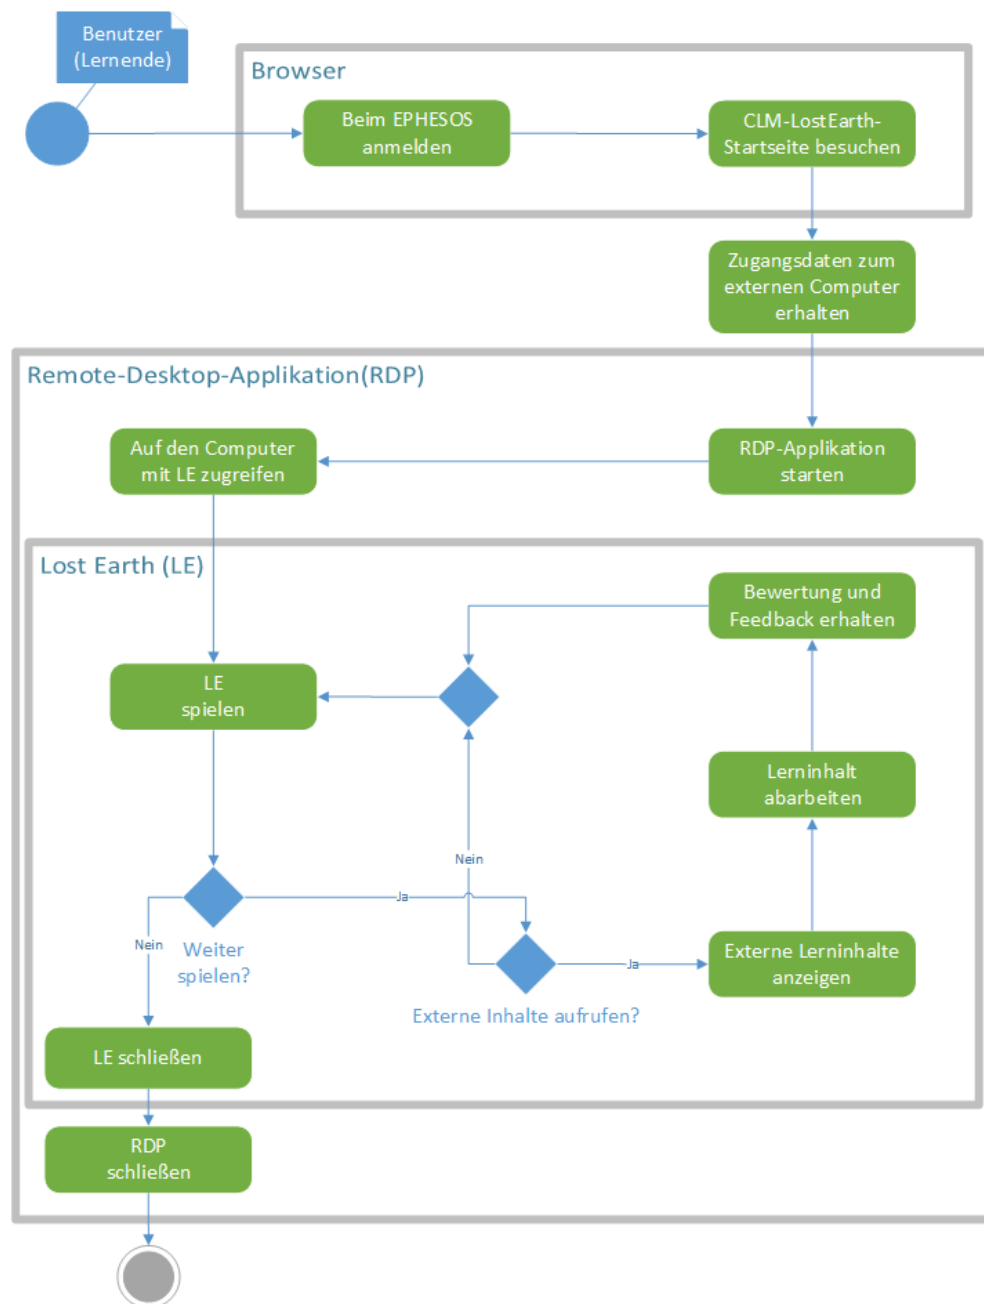 Benutzer
(Lernende)
Browser
Beim EPHESOS
anmelden
CLM-LostEarth-
Startseite besuchen
Zugangsdaten zum
externen Computer
erhalten
Remote-Desktop-Applikation(RDP)
Auf den Computer
mit LE zugreifen
RDP-Applikation
starten
Lost Earth (LE)
Bewertung und
Feedback erhalten
LE
spielen
Lerninhalt
abarbeiten
Nein
Ja
Nein
Weiter
spielen?
Ja
Externe Lerninhalte
anzeigen
Externe Inhalte aufrufen?
LE schließen
RDP
schließen